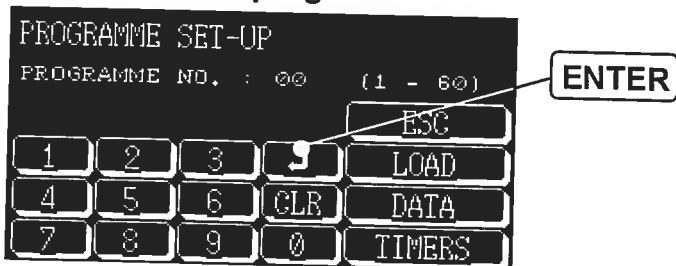 PROGRAMME SET-UP
PROGRAMME NO. : 00 (1 - 60)
ENTER
ESC
1 2 3 LOAD
4 5 6 CLR DATA
7 8 9 0 TIMERS